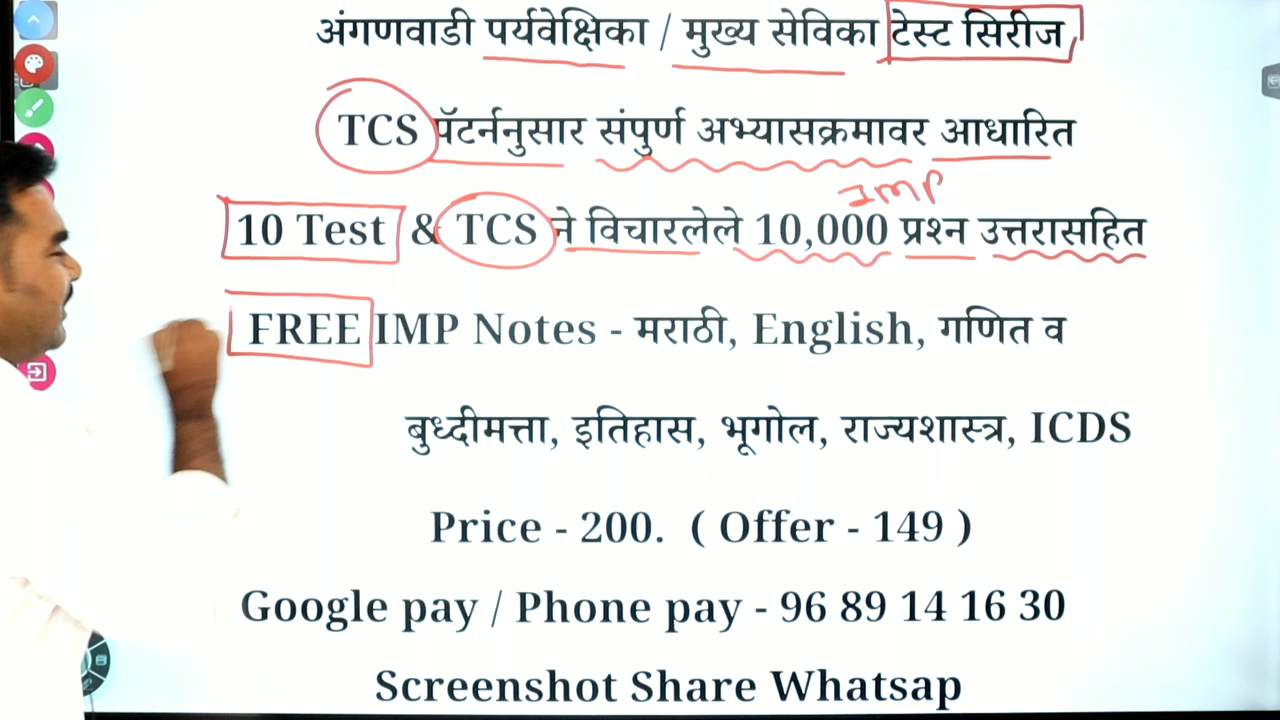 अंगणवाडी पर्यवेक्षिका / मुख्य सेविका टेस्ट सिरीज
TCS पॅटर्ननुसार संपुर्ण अभ्यासक्रमावर आधारित
IMP
10 Test & TCS ने विचारलेले 10,000 प्रश्न उत्तरासहित
FREE IMP Notes - मराठी, English, गणित व
बुध्दीमत्ता, इतिहास, भूगोल, राज्यशास्त्र, ICDS
Price - 200. ( Offer - 149 )
Google pay / Phone pay - 96 89 14 16 30
Screenshot Share Whatsap